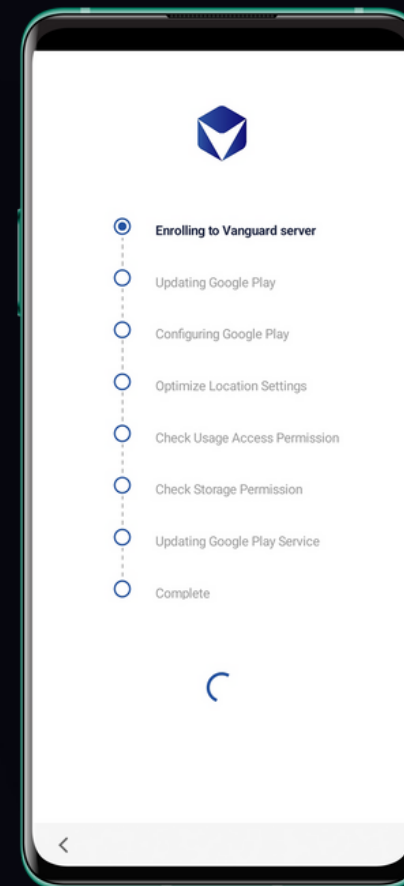 Enrolling to Vanguard server
Updating Google Play
Configuring Google Play
Optimize Location Settings
Check Usage Access Permission
Check Storage Permission
Updating Google Play Service
Complete